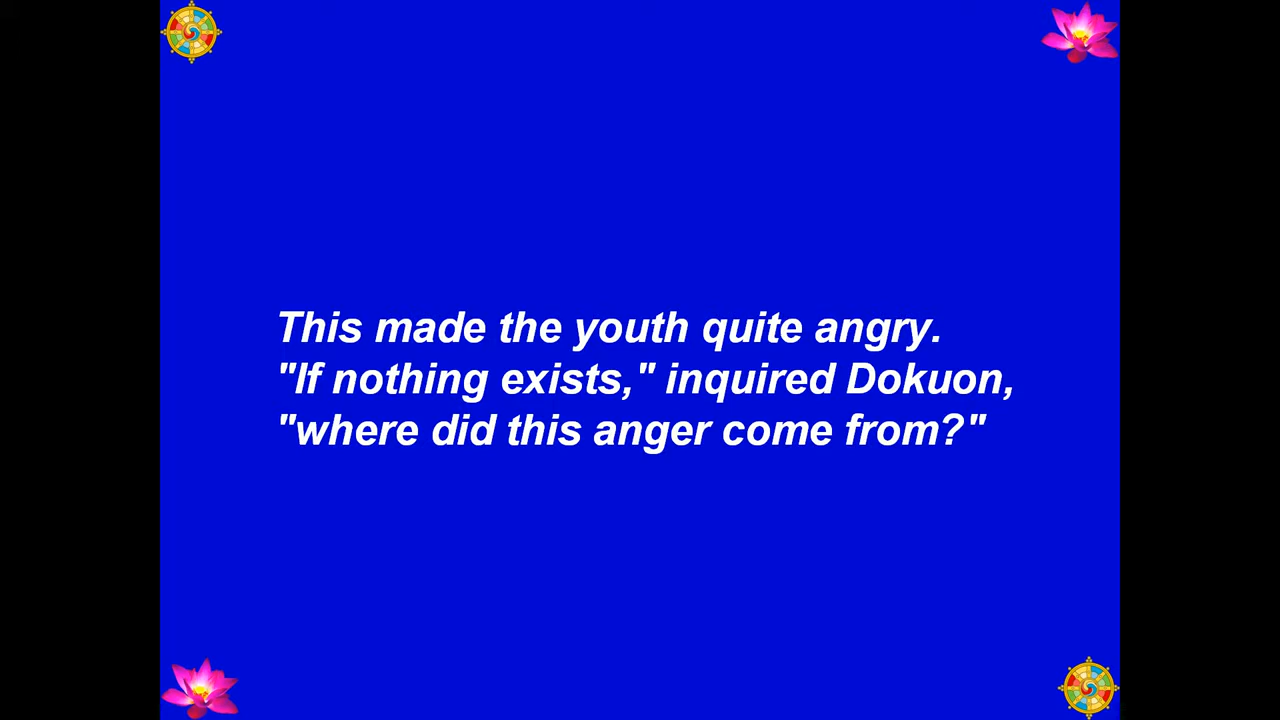 This made the youth quite angry.
"If nothing exists," inquired Dokuon,
"where did this anger come from?"